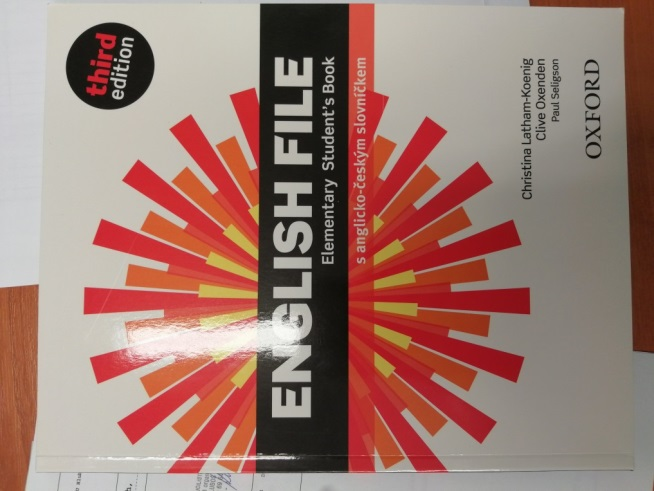 third
edition
ENGLISH FILE
Elementary Student's Book
s anglicko-českým slovníčkem
Christina Latham-Koenig
Clive Oxenden
Paul Seligson
OXFORD